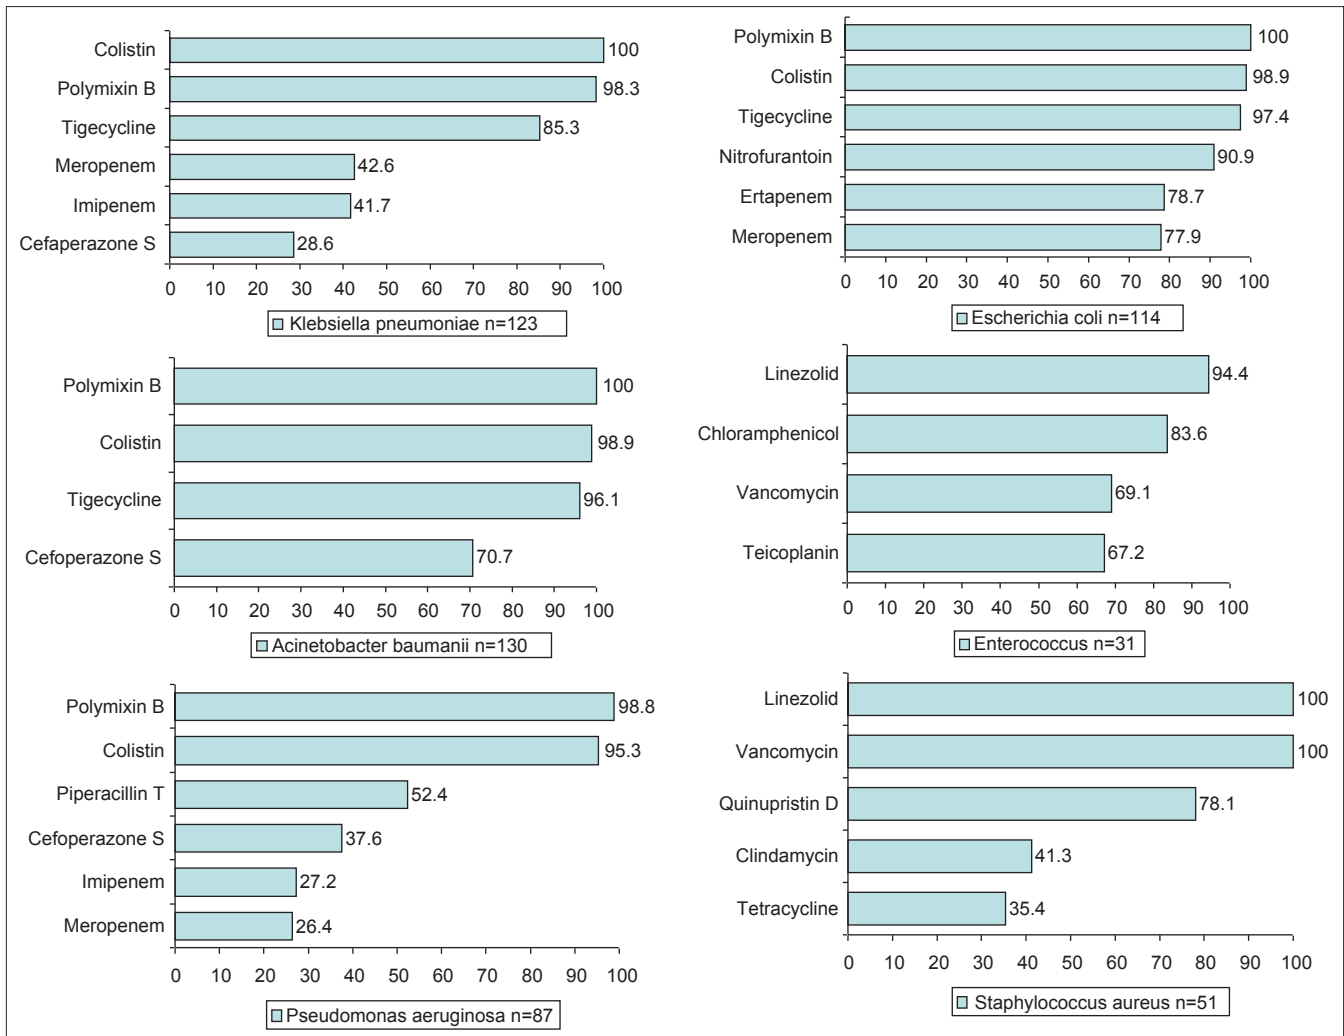 Colistin 100
Polymixin B 98.3
Tigecycline 85.3
Meropenem 42.6
Imipenem 41.7
Cefaperazone S 28.6
0 10 20 30 40 50 60 70 80 90 100
Klebsiella pneumoniae n=123
Polymixin B 100
Colistin 98.9
Tigecycline 97.4
Nitrofurantoin 90.9
Ertapenem 78.7
Meropenem 77.9
0 10 20 30 40 50 60 70 80 90 100
Escherichia coli n=114
Polymixin B 100
Colistin 98.9
Tigecycline 96.1
Cefoperazone S 70.7
0 10 20 30 40 50 60 70 80 90 100
Acinetobacter baumanii n=130
Linezolid 94.4
Chloramphenicol 83.6
Vancomycin 69.1
Teicoplanin 67.2
0 10 20 30 40 50 60 70 80 90 100
Enterococcus n=31
Polymixin B 98.8
Colistin 95.3
Piperacillin T 52.4
Cefoperazone S 37.6
Imipenem 27.2
Meropenem 26.4
0 10 20 30 40 50 60 70 80 90 100
Pseudomonas aeruginosa n=87
Linezolid 100
Vancomycin 100
Quinupristin D 78.1
Clindamycin 41.3
Tetracycline 35.4
0 10 20 30 40 50 60 70 80 90 100
Staphylococcus aureus n=51